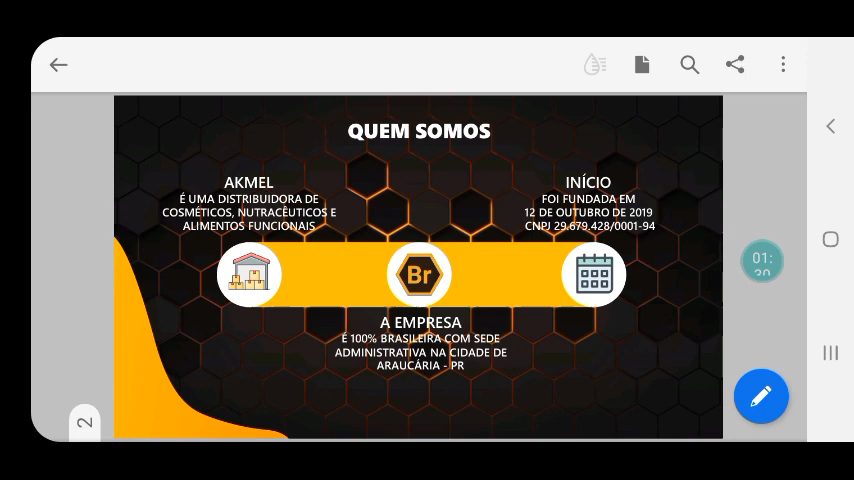 QUEM SOMOS
AKMEL
É UMA DISTRIBUIDORA DE
COSMÉTICOS, NUTRACÊUTICOS E
ALIMENTOS FUNCIONAIS
INÍCIO
FOI FUNDADA EM
12 DE OUTUBRO DE 2019
CNPJ 29.679.428/0001-94
Br
01:
30
A EMPRESA
É 100% BRASILEIRA COM SEDE
ADMINISTRATIVA NA CIDADE DE
ARAUCÁRIA - PR
2